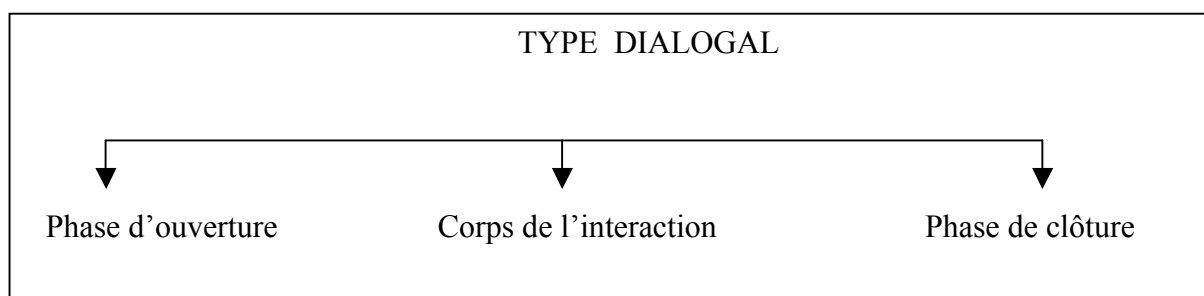 TYPE DIALOGAL
Phase d’ouverture Corps de l’interaction Phase de clôture